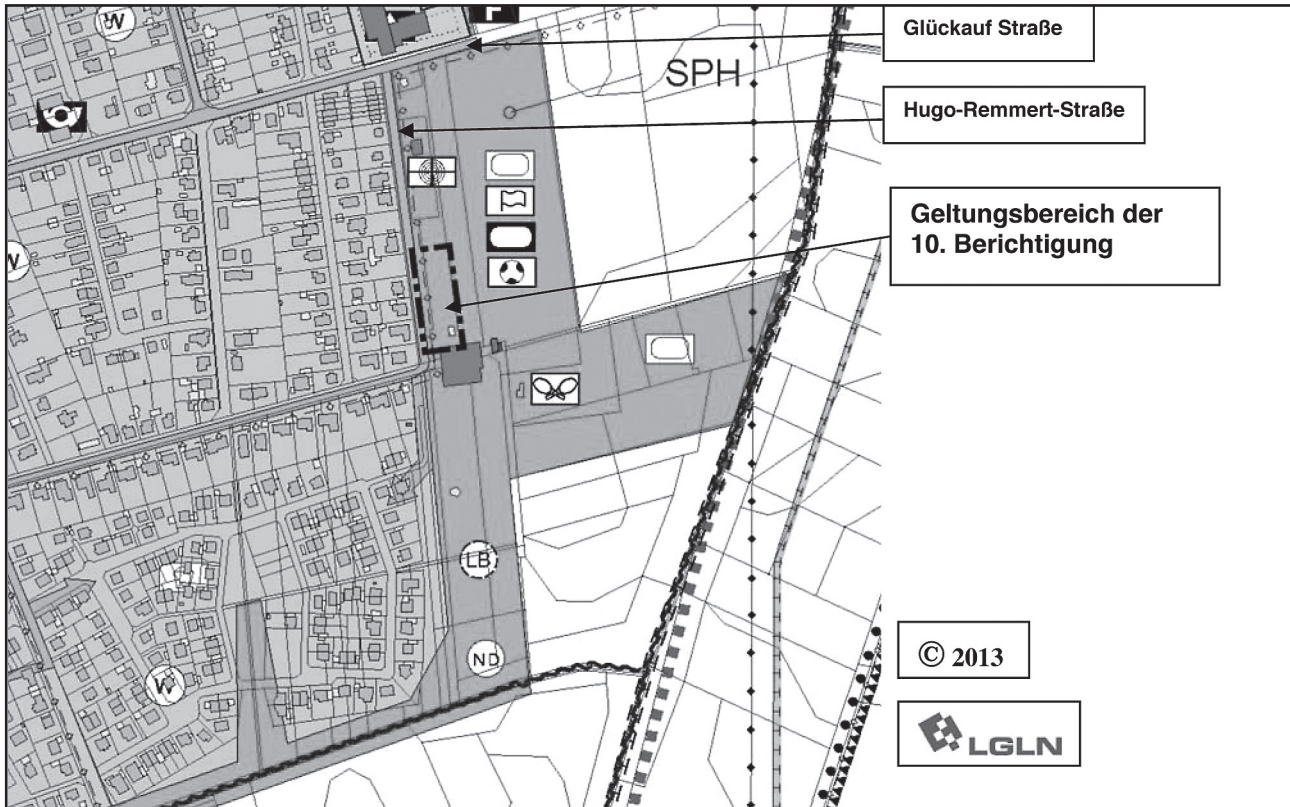 F
Glückauf Straße
W
SPH
Hugo-Remmert-Straße
Geltungsbereich der
10. Berichtigung
W
LB
ND
W
© 2013
LGLN